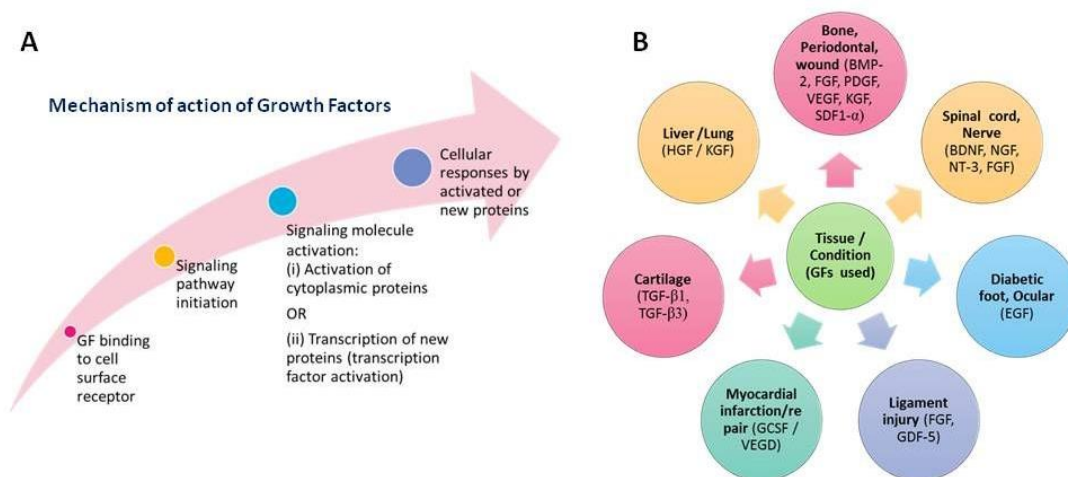 A
Mechanism of action of Growth Factors
GF binding
to cell
surface
receptor
Signaling
pathway
initiation
Signaling molecule
activation:
(i) Activation of
cytoplasmic proteins
OR
(ii) Transcription of new
proteins (transcription
factor activation)
Cellular
responses by
activated or
new proteins
B
Bone,
Periodontal,
wound (BMP-
2, FGF, PDGF,
VEGF, KGF,
SDF1-α)
Liver /Lung
(HGF / KGF)
Spinal cord,
Nerve
(BDNF, NGF,
NT-3, FGF)
Tissue /
Condition
(GFs used)
Cartilage
(TGF-β1,
TGF-β3)
Diabetic
foot, Ocular
(EGF)
Myocardial
infarction/re
pair (GCSF /
VEGD)
Ligament
injury (FGF,
GDF-5)